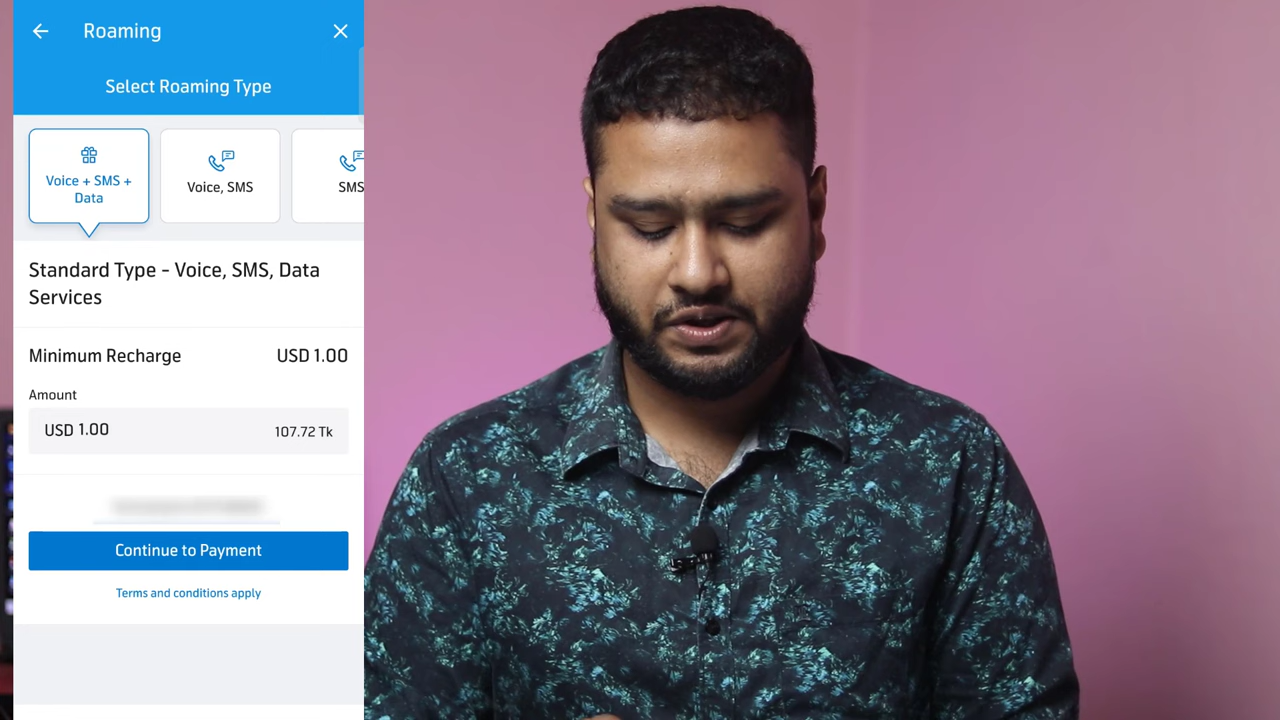 Roaming
Select Roaming Type
Voice + SMS +
Data
Voice, SMS
SMS
Standard Type - Voice, SMS, Data
Services
Minimum Recharge USD 1.00
Amount
USD 1.00 107.72 Tk
Continue to Payment
Terms and conditions apply